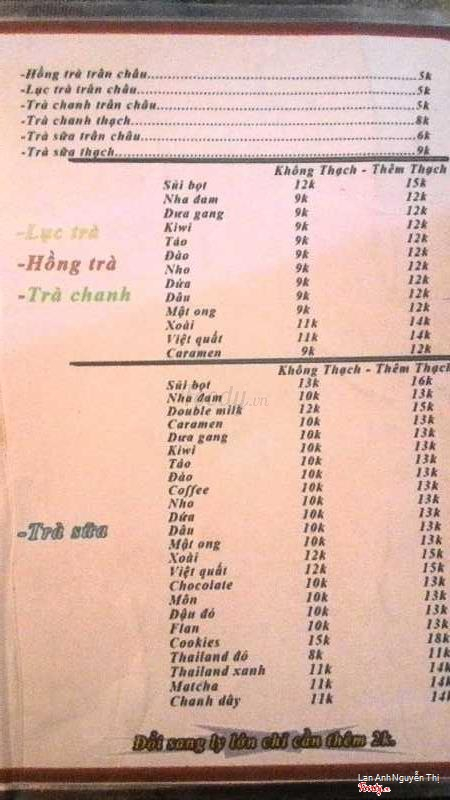 -Hồng trà trân châu..........5k
-Lục trà trân châu..........5k
-Trà chanh trân châu..........5k
-Trà chanh thạch..........8k
-Trà sữa trân châu..........6k
-Trà sữa thạch..........9k
Không Thạch - Thêm Thạch
-Lục trà
-Hồng trà
-Trà chanh
Sủi bọt 12k 15k
Nha đam 9k 12k
Dưa gang 9k 12k
Kiwi 9k 12k
Táo 9k 12k
Đào 9k 12k
Nho 9k 12k
Dứa 9k 12k
Dâu 9k 12k
Mật ong 9k 12k
Xoài 11k 14k
Việt quất 11k 14k
Caramen 9k 12k
Không Thạch - Thêm Thạch
-Trà sữa
Sủi bọt 13k 16k
Nha đam 10k 13k
Double milk 12k 15k
Caramen 10k 13k
Dưa gang 10k 13k
Kiwi 10k 13k
Táo 10k 13k
Đào 10k 13k
Coffee 10k 13k
Nho 10k 13k
Dứa 10k 13k
Dâu 10k 13k
Mật ong 10k 13k
Xoài 12k 15k
Việt quất 12k 15k
Chocolate 10k 13k
Môn 10k 13k
Đậu đỏ 10k 13k
Flan 10k 13k
Cookies 15k 18k
Thailand đỏ 8k 11k
Thailand xanh 11k 14k
Matcha 11k 14k
Chanh dây 11k 14k
Đổi sang ly lớn chỉ cần thêm 2k.
Lan AnhNguyễn Thị
Foody.vn